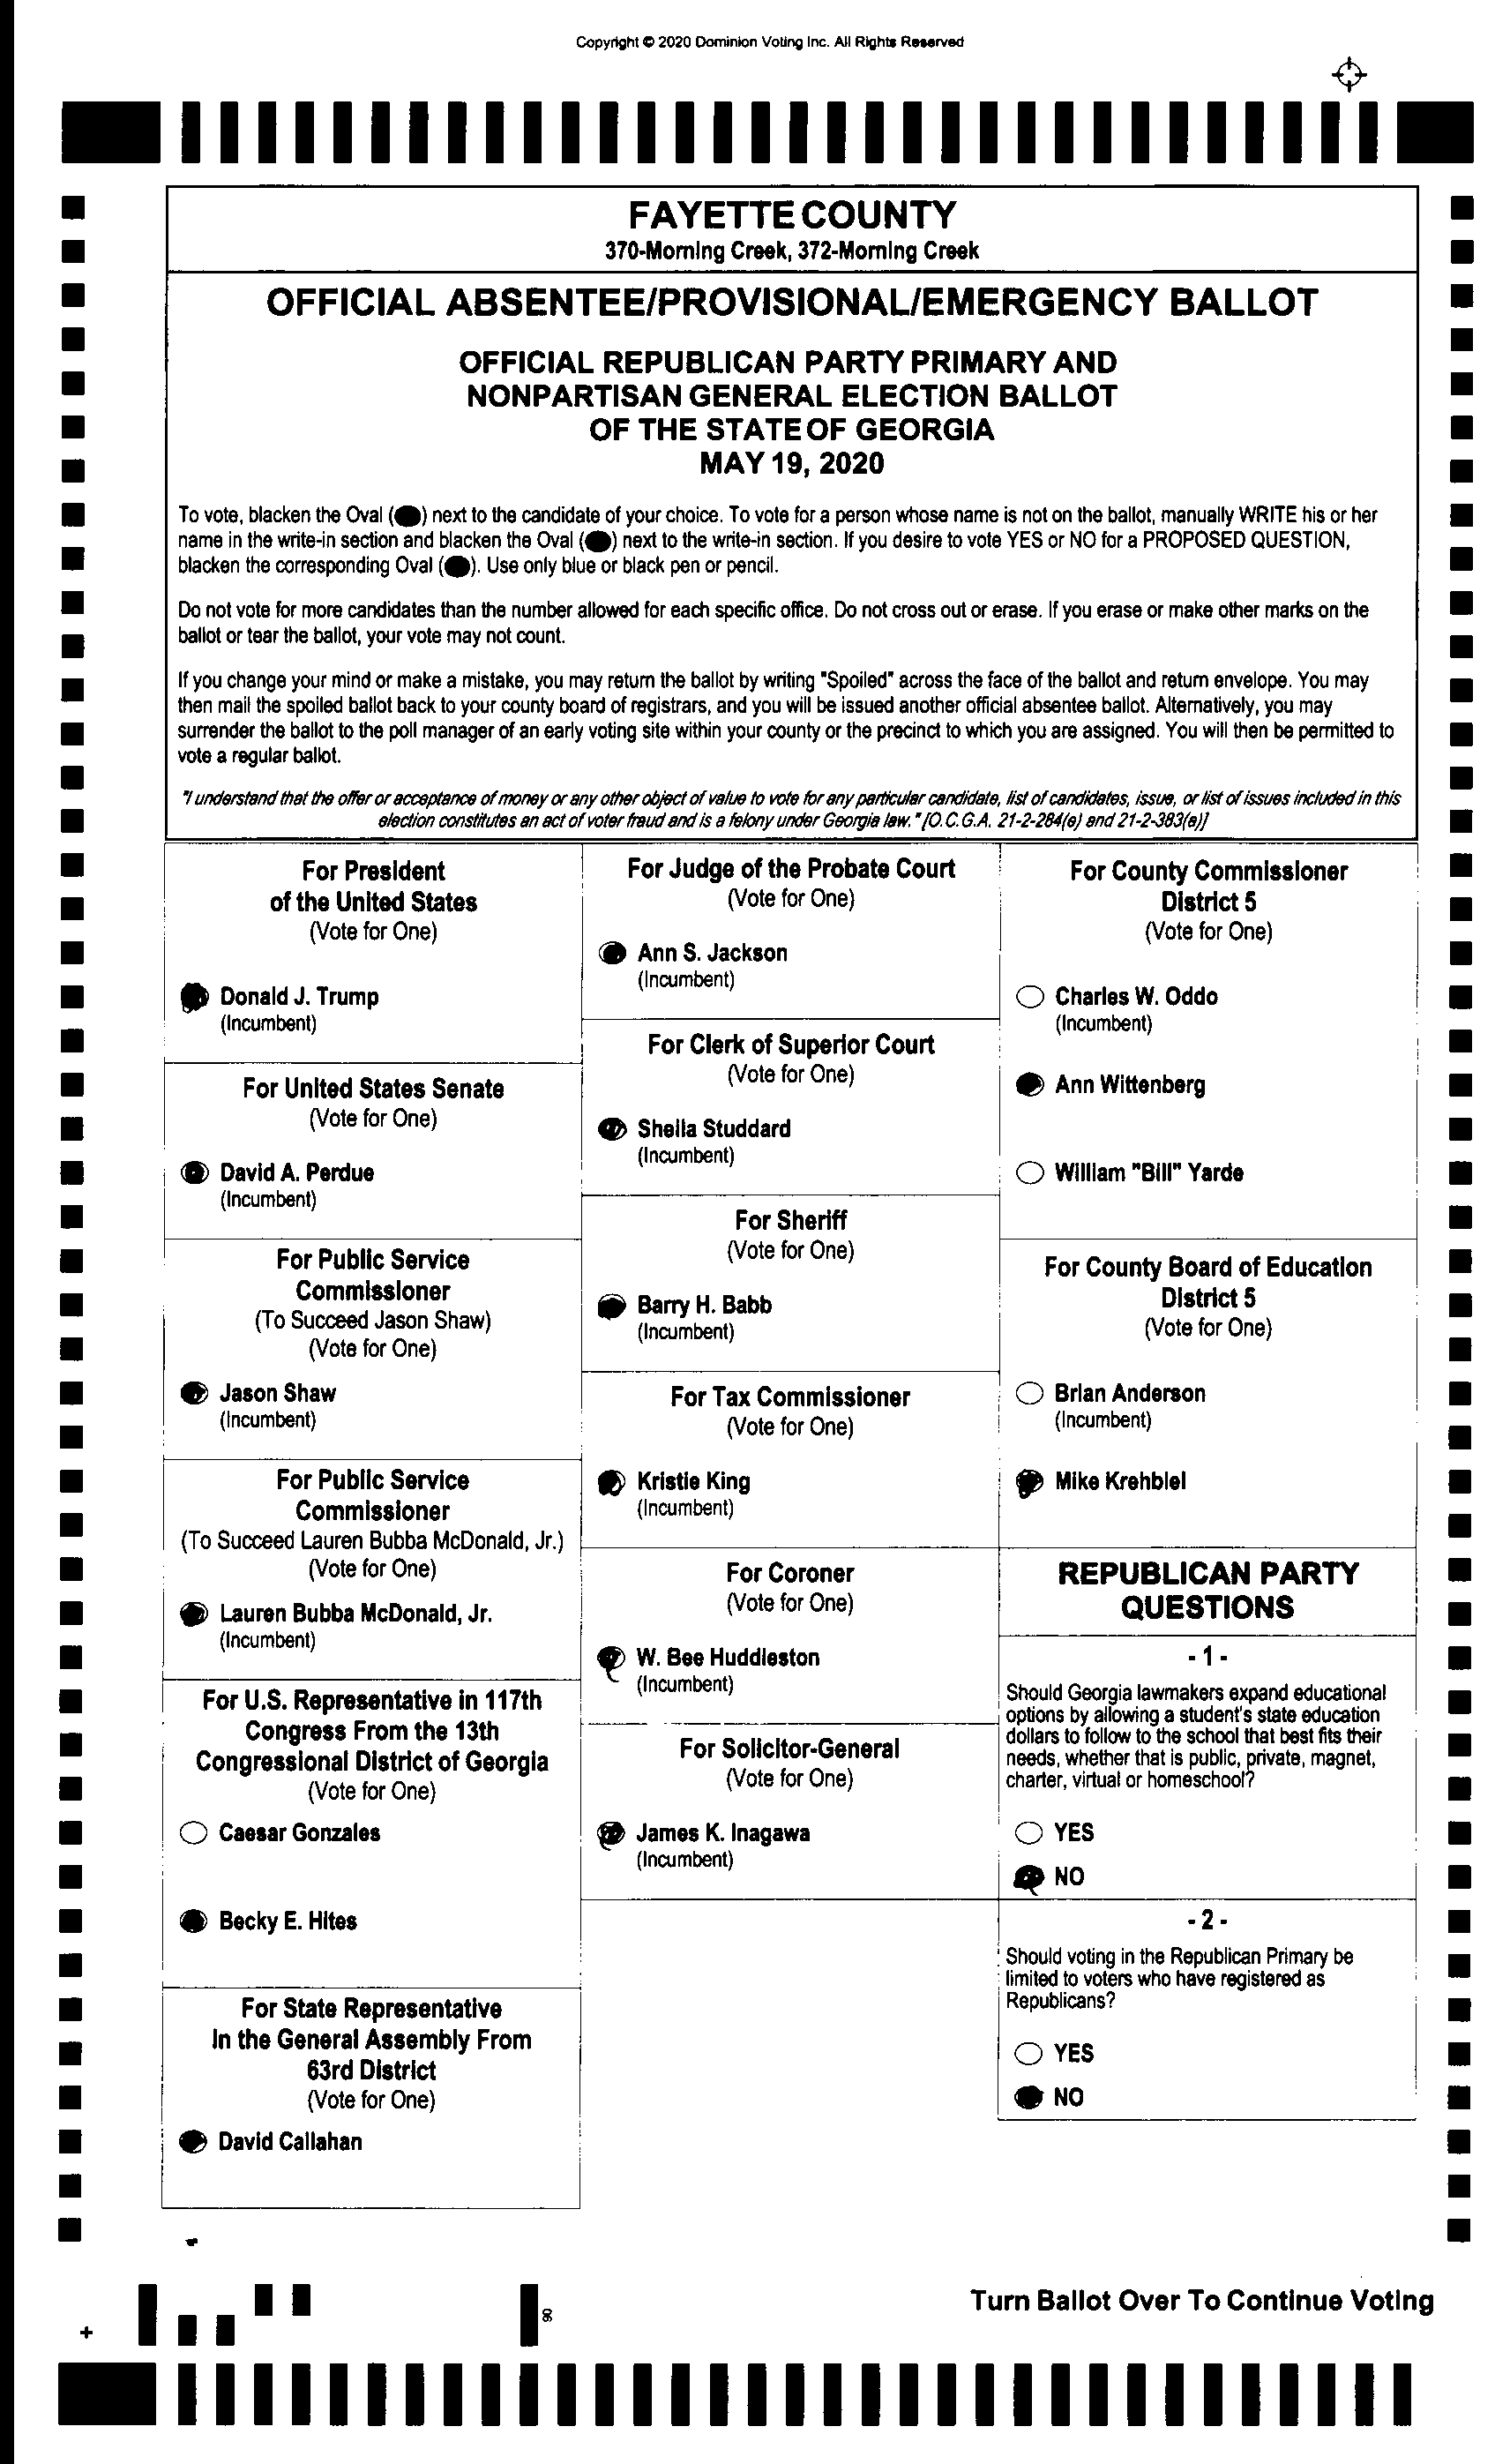 Copyright © 2020 Dominion Voting Inc. All Rights Reserved
FAYETTE COUNTY
370-Morning Creek, 372-Morning Creek
OFFICIAL ABSENTEE/PROVISIONAL/EMERGENCY BALLOT
OFFICIAL REPUBLICAN PARTY PRIMARY AND
NONPARTISAN GENERAL ELECTION BALLOT
OF THE STATE OF GEORGIA
MAY 19, 2020
To vote, blacken the Oval ( ) next to the candidate of your choice. To vote for a person whose name is not on the ballot, manually WRITE his or her
name in the write-in section and blacken the Oval ( ) next to the write-in section. If you desire to vote YES or NO for a PROPOSED QUESTION,
blacken the corresponding Oval ( ). Use only blue or black pen or pencil.
Do not vote for more candidates than the number allowed for each specific office. Do not cross out or erase. If you erase or make other marks on the
ballot or tear the ballot, your vote may not count.
If you change your mind or make a mistake, you may return the ballot by writing "Spoiled" across the face of the ballot and return envelope. You may
then mail the spoiled ballot back to your county board of registrars, and you will be issued another official absentee ballot. Alternatively, you may
surrender the ballot to the poll manager of an early voting site within your county or the precinct to which you are assigned. You will then be permitted to
vote a regular ballot.
"I understand that the offer or acceptance of money or any other object of value to vote for any particular candidate, list of candidates, issue, or list of issues included in this
election constitutes an act of voter fraud and is a felony under Georgia law." [O.C.G.A. 21-2-284(e) and 21-2-383(a)]
For President
of the United States
(Vote for One)
Donald J. Trump
(Incumbent)
For United States Senate
(Vote for One)
David A. Perdue
(Incumbent)
For Public Service
Commissioner
(To Succeed Jason Shaw)
(Vote for One)
Jason Shaw
(Incumbent)
For Public Service
Commissioner
(To Succeed Lauren Bubba McDonald, Jr.)
(Vote for One)
Lauren Bubba McDonald, Jr.
(Incumbent)
For U.S. Representative in 117th
Congress From the 13th
Congressional District of Georgia
(Vote for One)
Caesar Gonzales
Becky E. Hites
For State Representative
In the General Assembly From
63rd District
(Vote for One)
David Callahan
For Judge of the Probate Court
(Vote for One)
Ann S. Jackson
(Incumbent)
For Clerk of Superior Court
(Vote for One)
Sheila Studdard
(Incumbent)
For Sheriff
(Vote for One)
Barry H. Babb
(Incumbent)
For Tax Commissioner
(Vote for One)
Kristie King
(Incumbent)
For Coroner
(Vote for One)
W. Bee Huddleston
(Incumbent)
For Solicitor-General
(Vote for One)
James K. Inagawa
(Incumbent)
For County Commissioner
District 5
(Vote for One)
Charles W. Oddo
(Incumbent)
Ann Wittenberg
William "Bill" Yarde
For County Board of Education
District 5
(Vote for One)
Brian Anderson
(Incumbent)
Mike Krehbiel
REPUBLICAN PARTY
QUESTIONS
- 1 -
Should Georgia lawmakers expand educational
options by allowing a student's state education
dollars to follow to the school that best fits their
needs, whether that is public, private, magnet,
charter, virtual or homeschool?
YES
NO
- 2 -
Should voting in the Republican Primary be
limited to voters who have registered as
Republicans?
YES
NO
Turn Ballot Over To Continue Voting